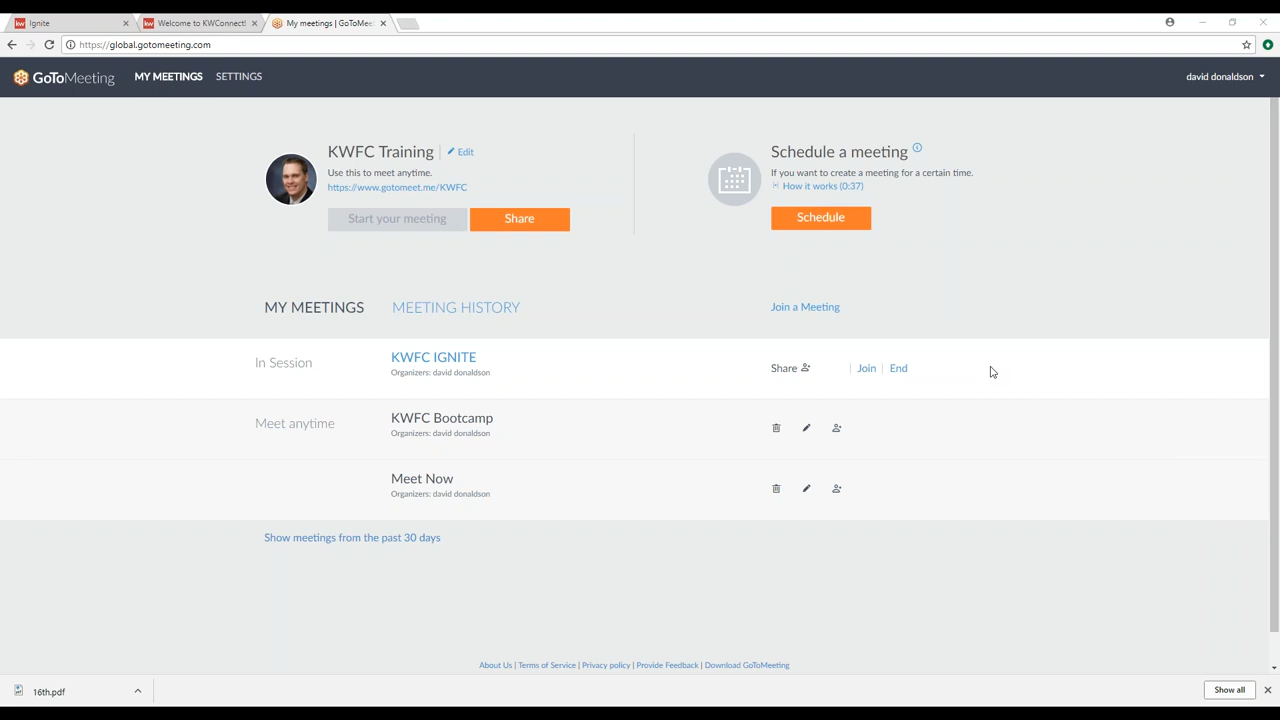 Ignite
Welcome to KWConnect!
My meetings | GoToMeet
https://global.gotomeeting.com
GoToMeeting
MY MEETINGS
SETTINGS
david donaldson
KWFC Training
Edit
Use this to meet anytime.
https://www.gotomeet.me/KWFC
Start your meeting
Share
Schedule a meeting
If you want to create a meeting for a certain time.
How it works (0:37)
Schedule
MY MEETINGS
MEETING HISTORY
Join a Meeting
In Session
KWFC IGNITE
Organizers: david donaldson
Share
Join
End
Meet anytime
KWFC Bootcamp
Organizers: david donaldson
Meet Now
Organizers: david donaldson
Show meetings from the past 30 days
About Us | Terms of Service | Privacy policy | Provide Feedback | Download GoToMeeting
16th.pdf
Show all